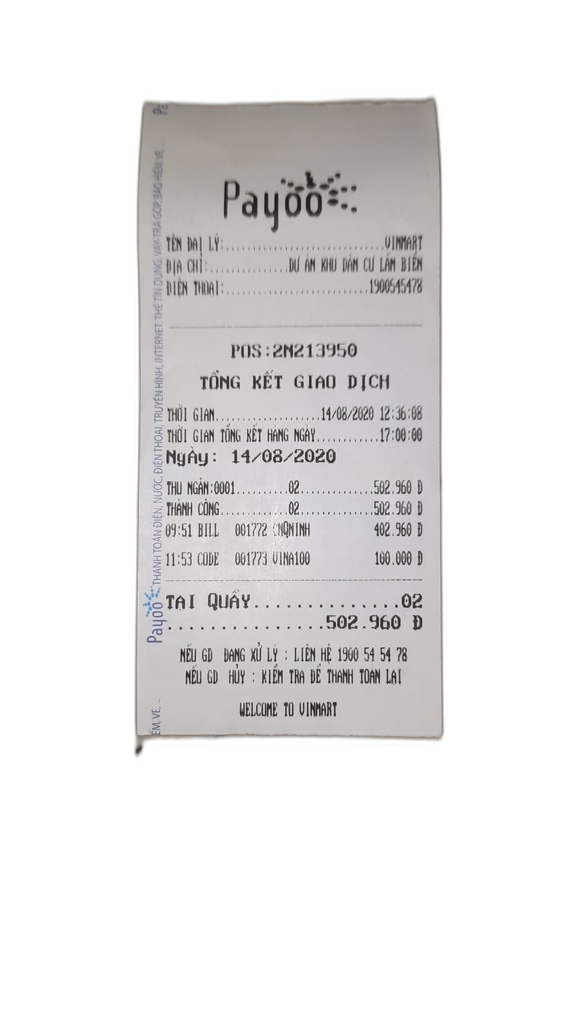 Payoo
TÊN ĐẠI LÝ:........................VINMART
ĐỊA CHỈ:.............DỰ ÁN KHU DÂN CƯ LẤN BIỂN
ĐIỆN THOẠI:......................1900545478
POS:2N213950
TỔNG KẾT GIAO DỊCH
THỜI GIAN................14/08/2020 12:36:08
THỜI GIAN TỔNG KẾT HÀNG NGÀY..........17:00:00
Ngày: 14/08/2020
THU NGÂN:0001........02...........502.960 Đ
THÀNH CÔNG...........02...........502.960 Đ
09:51 BILL 001772 402.960 Đ
11:53 CODE 001773 VINA100 100.000 Đ
TẠI QUẦY..............02
...............502.960 Đ
NẾU GD ĐANG XỬ LÝ : LIÊN HỆ 1900 54 54 78
NẾU GD HỦY : KIỂM TRA ĐỂ THANH TOÁN LẠI
WELCOME TO VINMART
Payoo THANH TOÁN ĐIỆN, NƯỚC, ĐIỆN THOẠI, TRUYỀN HÌNH, INTERNET, THẺ TÍN DỤNG, VAY-TRẢ GÓP, BẢO HIỂM, VÉ...